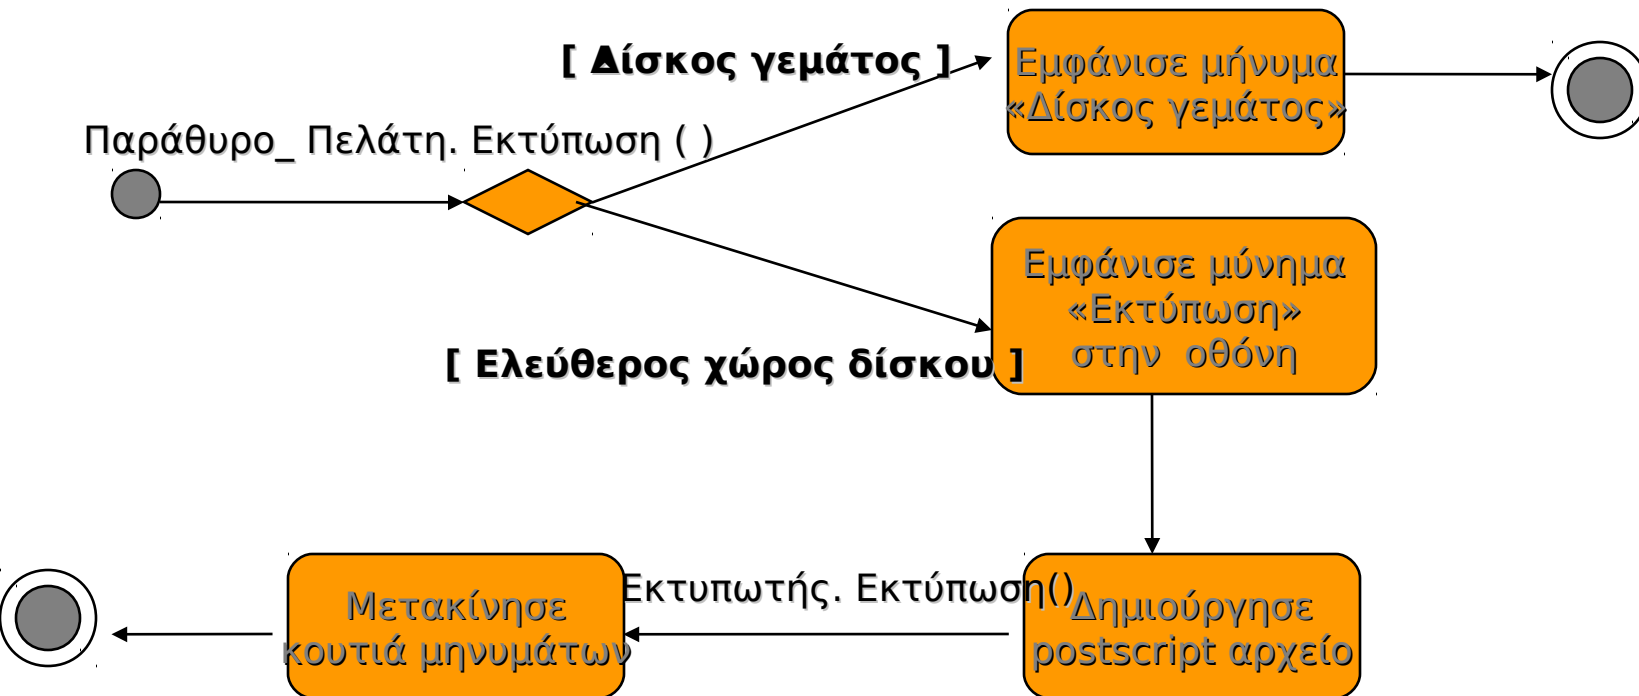 [ Δίσκος γεμάτος ]
Εμφάνισε μήνυμα
«Δίσκος γεμάτος»
Παράθυρο_ Πελάτη. Εκτύπωση ( )
Εμφάνισε μύνημα
«Εκτύπωση»
στην οθόνη
[ Ελεύθερος χώρος δίσκου ]
Εκτυπωτής. Εκτύπωση()
Μετακίνησε
κουτιά μηνυμάτων
Δημιούργησε
postscript αρχείο